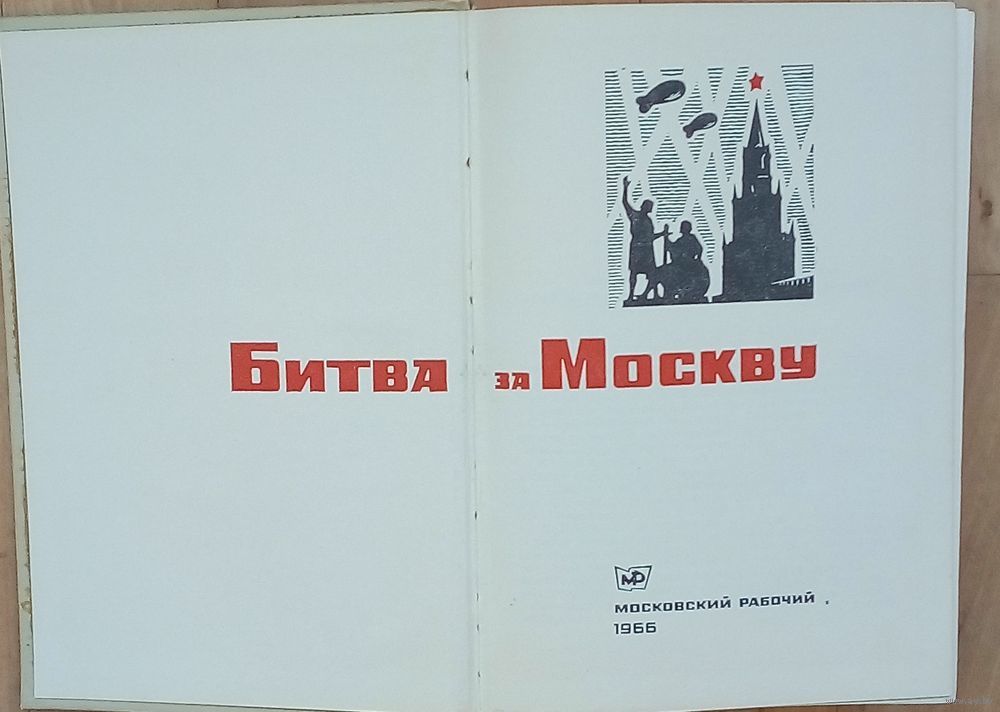 Битва за Москву
МР
МОСКОВСКИЙ РАБОЧИЙ
1966